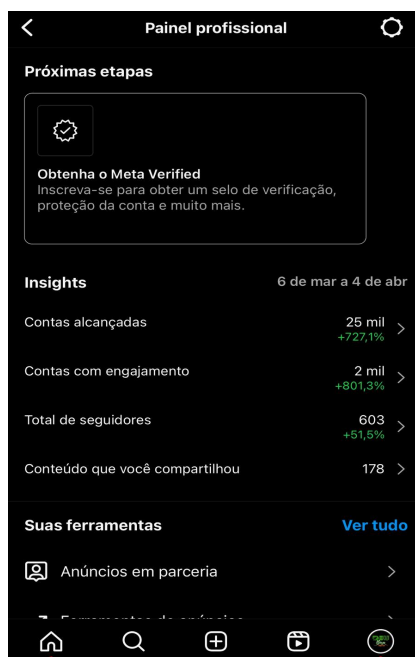 Painel profissional
Próximas etapas
Obtenha o Meta Verified
Inscreva-se para obter um selo de verificação,
proteção da conta e muito mais.
Insights 6 de mar a 4 de abr
Contas alcançadas 25 mil
+727,1%
Contas com engajamento 2 mil
+801,3%
Total de seguidores 603
+51,5%
Conteúdo que você compartilhou 178
Suas ferramentas Ver tudo
Anúncios em parceria
Ferramentas de anúncios